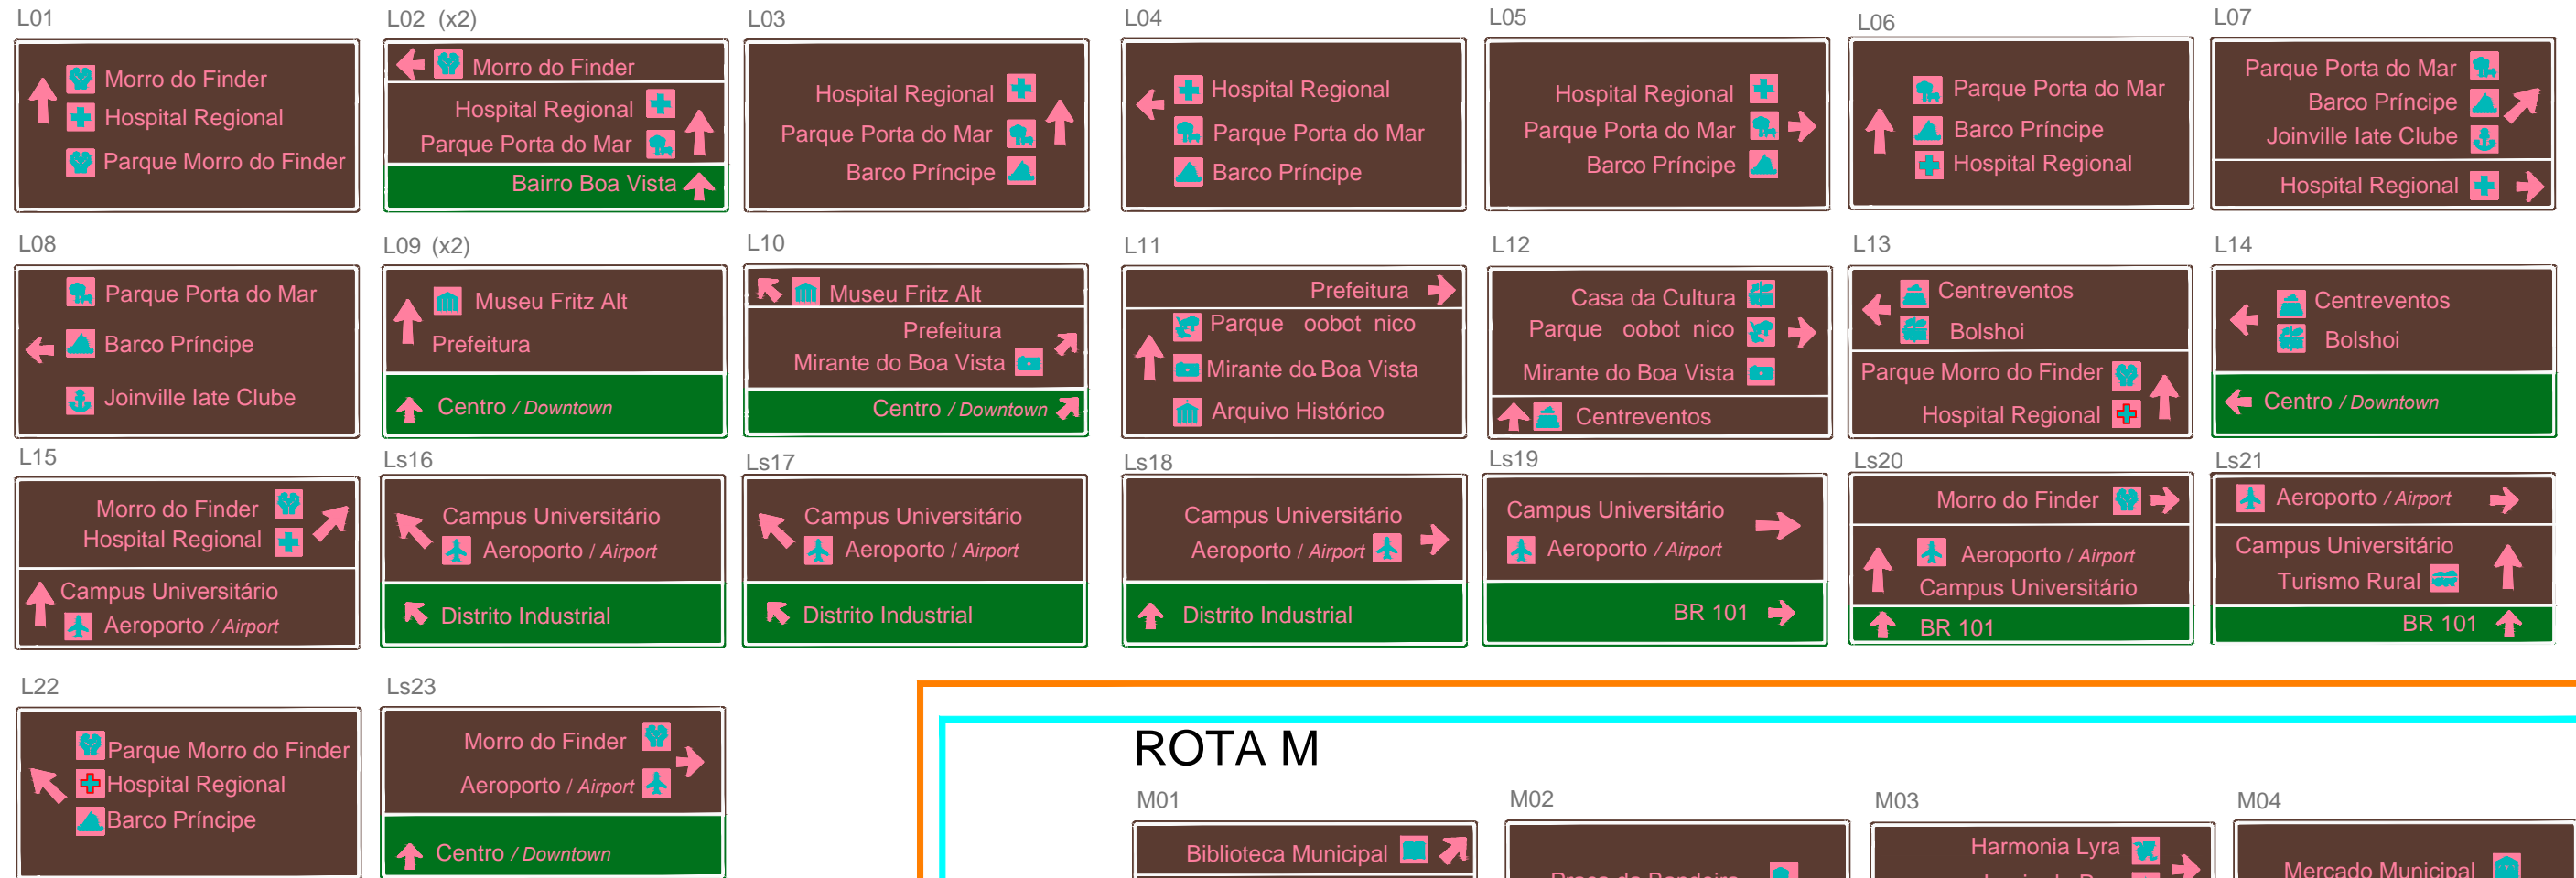 L01
Morro do Finder
Hospital Regional
Parque Morro do Finder
L02 (x2)
Morro do Finder
Hospital Regional
Parque Porta do Mar
Bairro Boa Vista
L03
Hospital Regional
Parque Porta do Mar
Barco Príncipe
L04
Hospital Regional
Parque Porta do Mar
Barco Príncipe
L05
Hospital Regional
Parque Porta do Mar
Barco Príncipe
L06
Parque Porta do Mar
Barco Príncipe
Hospital Regional
L07
Parque Porta do Mar
Barco Príncipe
Joinville Iate Clube
Hospital Regional
L08
Parque Porta do Mar
Barco Príncipe
Joinville Iate Clube
L09 (x2)
Museu Fritz Alt
Prefeitura
Centro / Downtown
L10
Museu Fritz Alt
Prefeitura
Mirante do Boa Vista
Centro / Downtown
L11
Prefeitura
Parque oobot nico
Mirante do Boa Vista
Arquivo Histórico
L12
Casa da Cultura
Parque oobot nico
Mirante do Boa Vista
Centreventos
L13
Centreventos
Bolshoi
Parque Morro do Finder
Hospital Regional
L14
Centreventos
Bolshoi
Centro / Downtown
L15
Morro do Finder
Hospital Regional
Campus Universitário
Aeroporto / Airport
Ls16
Campus Universitário
Aeroporto / Airport
Distrito Industrial
Ls17
Campus Universitário
Aeroporto / Airport
Distrito Industrial
Ls18
Campus Universitário
Aeroporto / Airport
Distrito Industrial
Ls19
Campus Universitário
Aeroporto / Airport
BR 101
Ls20
Morro do Finder
Aeroporto / Airport
Campus Universitário
BR 101
Ls21
Aeroporto / Airport
Campus Universitário
Turismo Rural
BR 101
L22
Parque Morro do Finder
Hospital Regional
Barco Príncipe
Ls23
Morro do Finder
Aeroporto / Airport
Centro / Downtown
ROTA M
M01
Biblioteca Municipal
M02
M03
Harmonia Lyra
M04
Mercado Municipal